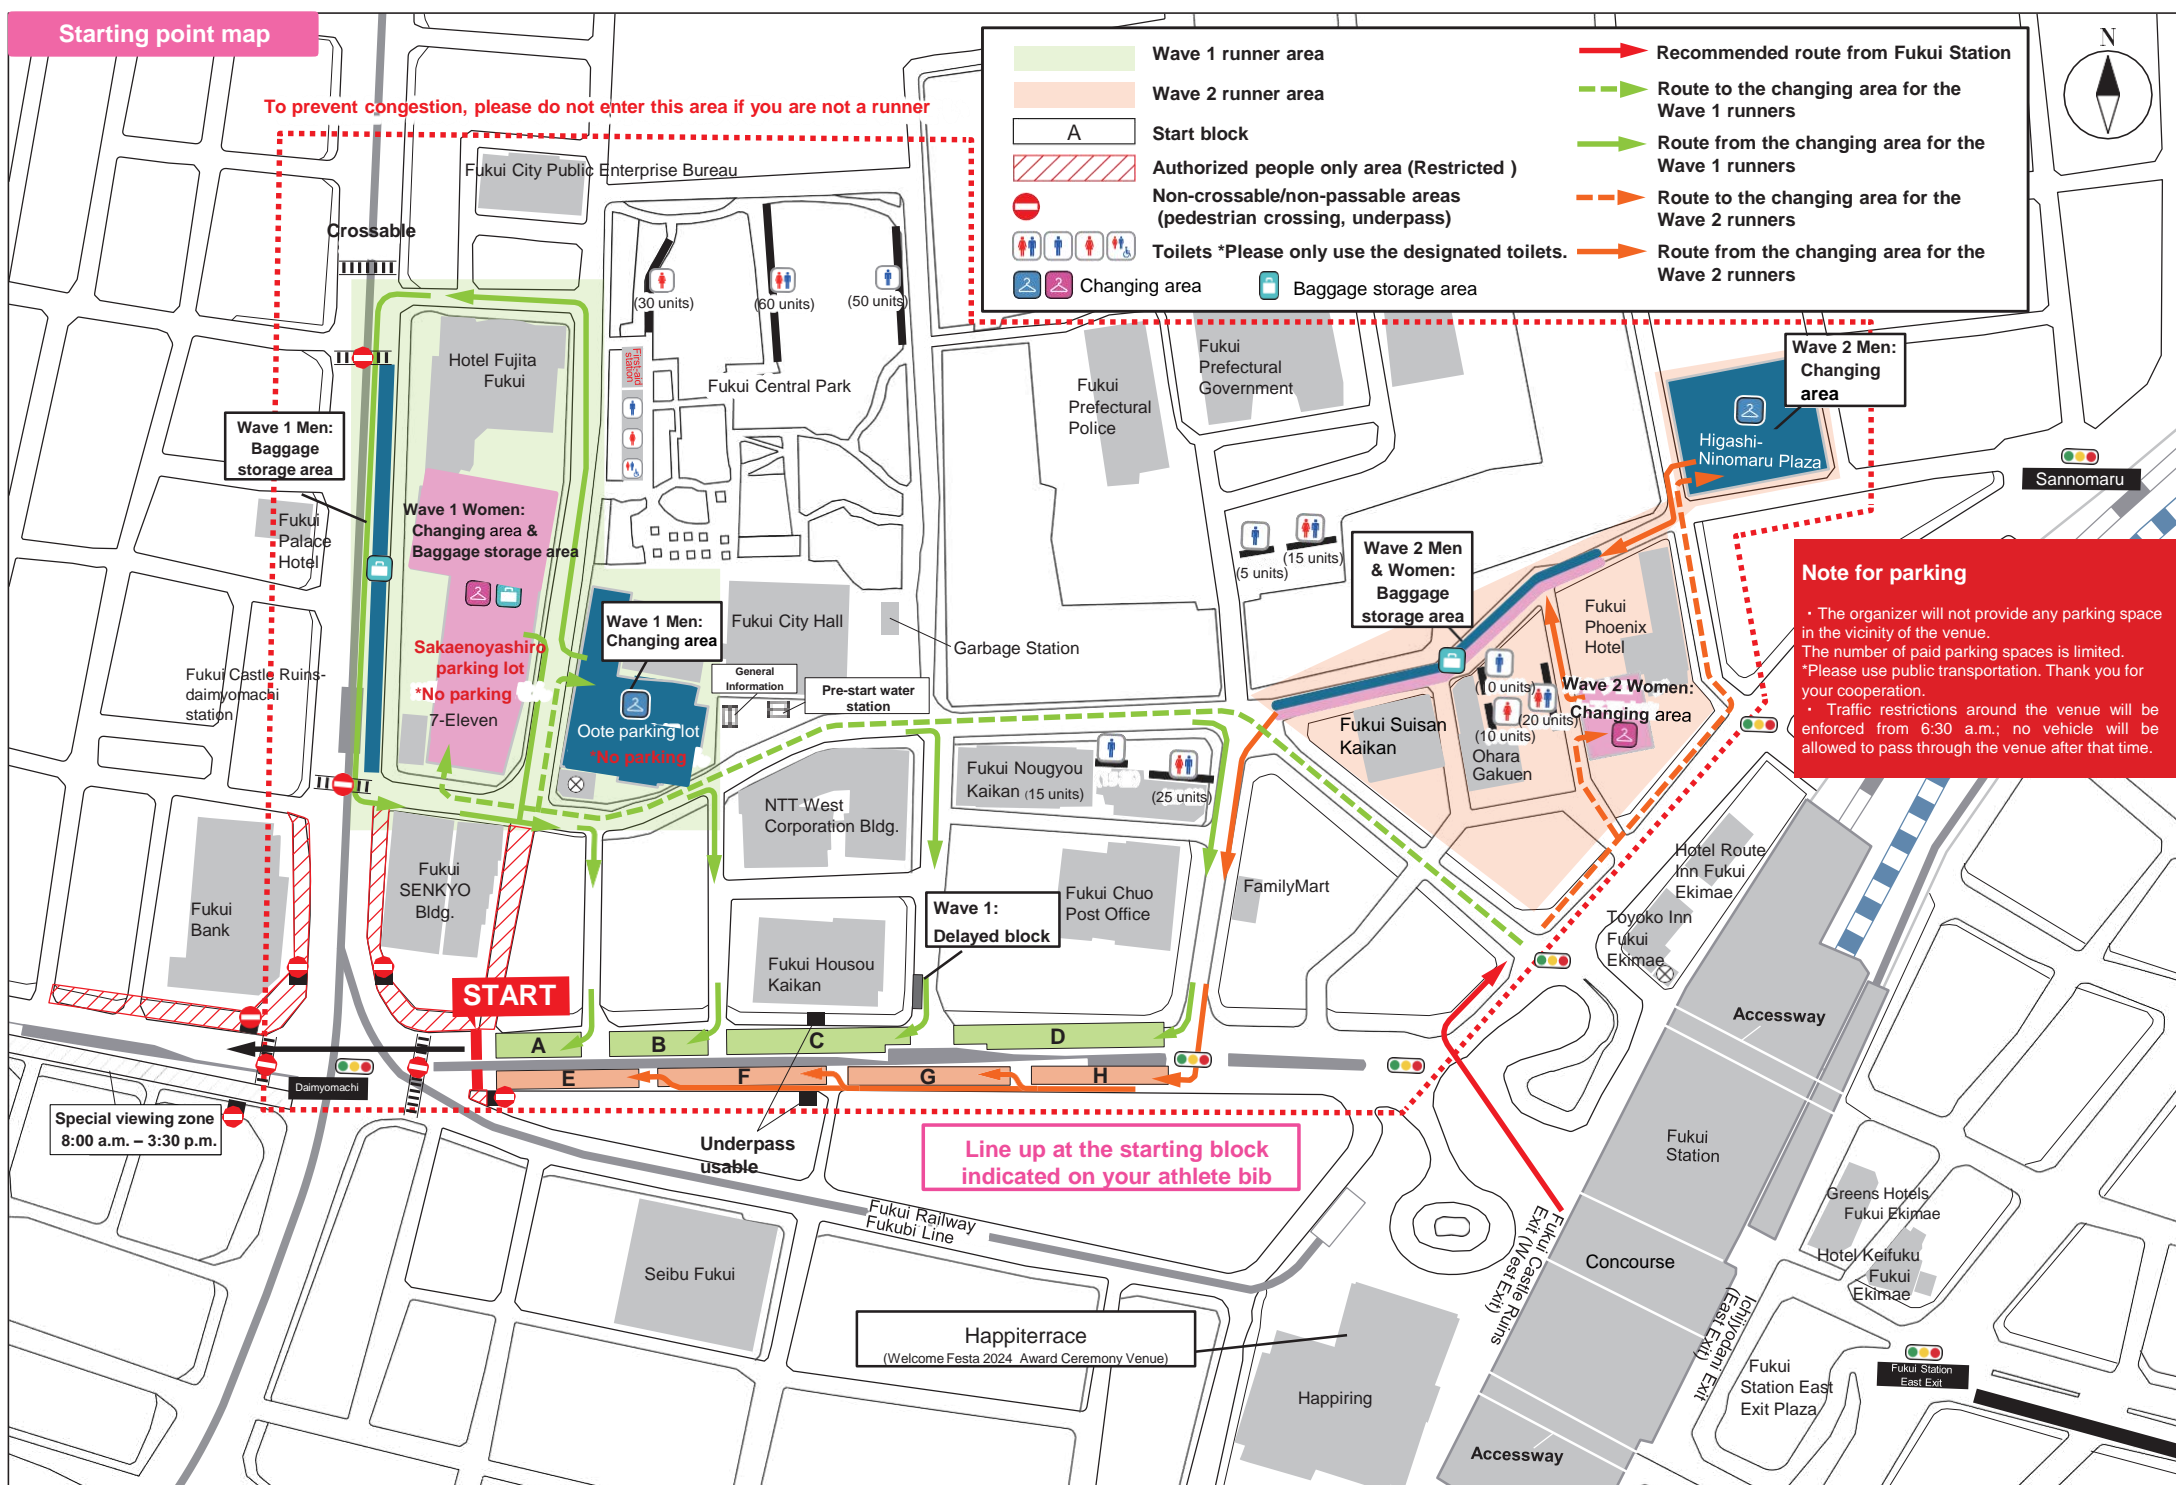 Starting point map
To prevent congestion, please do not enter this area if you are not a runner
Wave 1 runner area
Wave 2 runner area
A
Start block
Authorized people only area (Restricted )
Non-crossable/non-passable areas
(pedestrian crossing, underpass)
Toilets *Please only use the designated toilets.
Changing area
Baggage storage area
Recommended route from Fukui Station
Route to the changing area for the
Wave 1 runners
Route from the changing area for the
Wave 1 runners
Route to the changing area for the
Wave 2 runners
Route from the changing area for the
Wave 2 runners
N
Fukui City Public Enterprise Bureau
Crossable
(30 units)
(60 units)
(50 units)
Hotel Fujita
Fukui
First-aid
station
Fukui Central Park
Fukui
Prefectural
Police
Fukui
Prefectural
Government
Wave 2 Men:
Changing
area
Higashi-
Ninomaru Plaza
Sannomaru
Wave 1 Men:
Baggage
storage area
Fukui
Palace
Hotel
Wave 1 Women:
Changing area &
Baggage storage area
(5 units)
(15 units)
Wave 2 Men
& Women:
Baggage
storage area
Fukui
Phoenix
Hotel
Note for parking
・The organizer will not provide any parking space
in the vicinity of the venue.
The number of paid parking spaces is limited.
*Please use public transportation. Thank you for
your cooperation.
・ Traffic restrictions around the venue will be
enforced from 6:30 a.m.; no vehicle will be
allowed to pass through the venue after that time.
Wave 1 Men:
Changing area
Fukui City Hall
Garbage Station
Sakaenoyashiro
parking lot
*No parking
7-Eleven
Fukui Castle Ruins-
daimyomachi
station
General
Information
Pre-start water
station
Oote parking lot
*No parking
(10 units)
(20 units)
(10 units)
Wave 2 Women:
Changing area
Fukui Suisan
Kaikan
Ohara
Gakuen
Fukui Nougyou
Kaikan (15 units)
(25 units)
NTT West
Corporation Bldg.
Fukui
SENKYO
Bldg.
Fukui
Bank
Fukui Chuo
Post Office
FamilyMart
Hotel Route
Inn Fukui
Ekimae
Toyoko Inn
Fukui
Ekimae
Wave 1:
Delayed block
Fukui Housou
Kaikan
START
A
B
C
D
E
F
G
H
Accessway
Daimyomachi
Special viewing zone
8:00 a.m. – 3:30 p.m.
Underpass
usable
Line up at the starting block
indicated on your athlete bib
Fukui
Station
Fukui Railway
Fukubi Line
Seibu Fukui
Fukui Castle Ruins
Exit (West Exit)
Concourse
Greens Hotels
Fukui Ekimae
Hotel Keifuku
Fukui
Ekimae
Ichijyodani Exit
(East Exit)
Happiterrace
(Welcome Festa 2024 Award Ceremony Venue)
Happiring
Fukui
Station East
Exit Plaza
Fukui Station
East Exit
Accessway